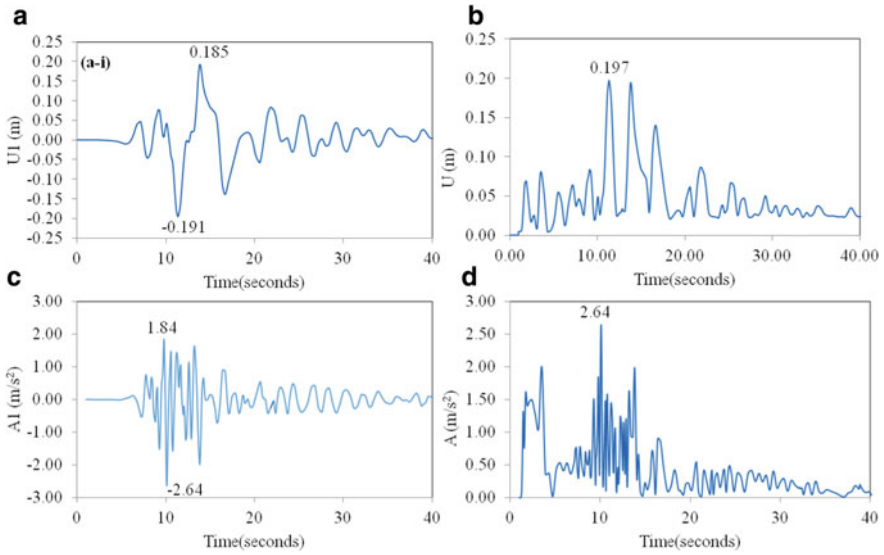 a
0.25
0.20
0.15
0.10
0.05
0.00
-0.05
-0.10
-0.15
-0.20
0.25
U1 (m)
(a-i)
0.185
-0.191
0 10 20 30 40
Time(seconds)
b
0.25
0.20
0.15
0.10
0.05
0.00
U (m)
0.197
0.00 10.00 20.00 30.00 40.00
Time(seconds)
c
3.00
2.00
1.00
0.00
-1.00
-2.00
-3.00
A1 (m/s²)
1.84
-2.64
0 10 20 30 40
Time(seconds)
d
3.00
2.50
2.00
1.50
1.00
0.50
0.00
A (m/s²)
2.64
0 10 20 30 40
Time(seconds)